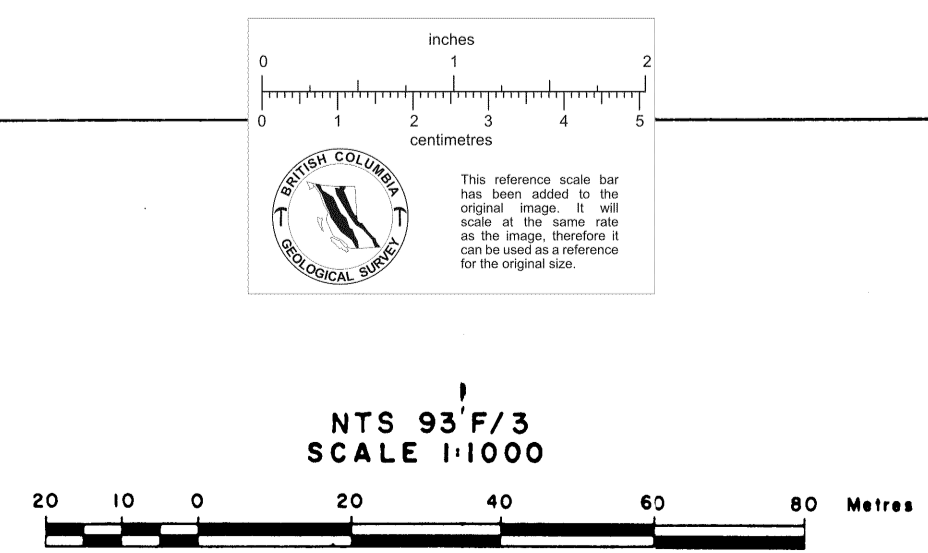 inches
0 1 2
0 1 2 3 4 5
centimetres
BRITISH COLUMBIA
GEOLOGICAL SURVEY
This reference scale bar
has been added to the
original image. It will
scale at the same rate
as the image, therefore it
can be used as a reference
for the original size.
NTS 93 F/3
SCALE 1:1000
20 10 0 20 40 60 80 Metres